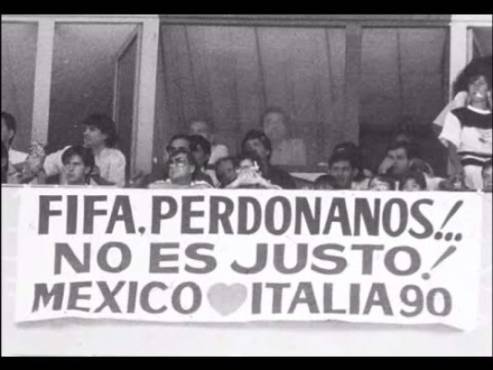 FIFA, PERDONANOS!...
NO ES JUSTO!
MEXICO ITALIA 90